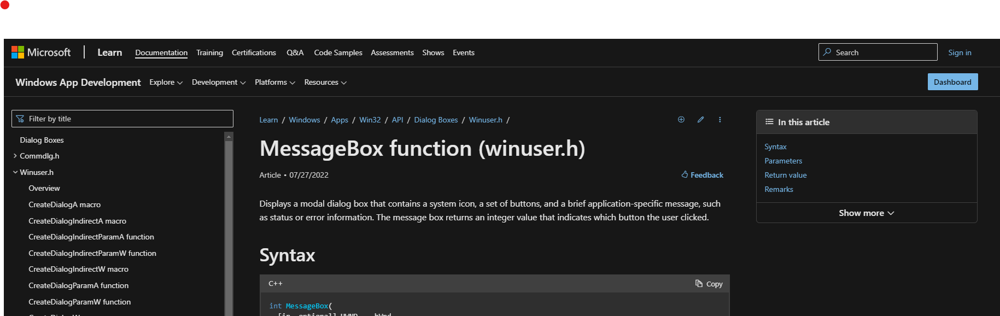 Microsoft
Learn
Documentation
Training
Certifications
Q&A
Code Samples
Assessments
Shows
Events
Search
Sign in
Windows App Development
Explore
Development
Platforms
Resources
Dashboard
Filter by title
Dialog Boxes
Commdlg.h
Winuser.h
Overview
CreateDialogA macro
CreateDialogIndirectA macro
CreateDialogIndirectParamA function
CreateDialogIndirectParamW function
CreateDialogIndirectW macro
CreateDialogParamA function
CreateDialogParamW function
Learn / Windows / Apps / Win32 / API / Dialog Boxes / Winuser.h /
MessageBox function (winuser.h)
Article • 07/27/2022
Feedback
Displays a modal dialog box that contains a system icon, a set of buttons, and a brief application-specific message, such
as status or error information. The message box returns an integer value that indicates which button the user clicked.
Syntax
C++
Copy
int MessageBox(
[in, optional] HWND hWnd
In this article
Syntax
Parameters
Return value
Remarks
Show more